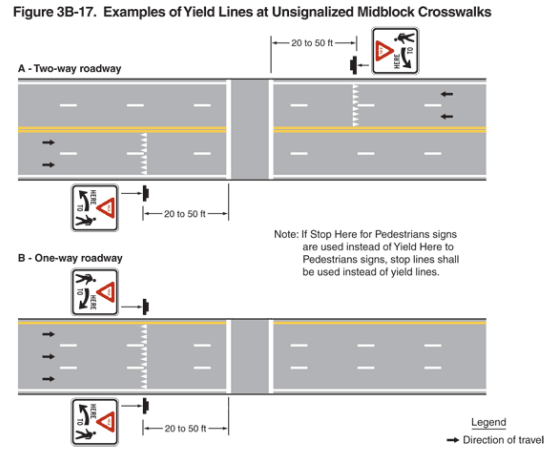 Figure 3B-17. Examples of Yield Lines at Unsignalized Midblock Crosswalks
20 to 50 ft
HERE
TO
A - Two-way roadway
HERE
TO
20 to 50 ft
Note: If Stop Here for Pedestrians signs
are used instead of Yield Here to
Pedestrians signs, stop lines shall
be used instead of yield lines.
B - One-way roadway
HERE
TO
HERE
TO
20 to 50 ft
Legend
Direction of travel